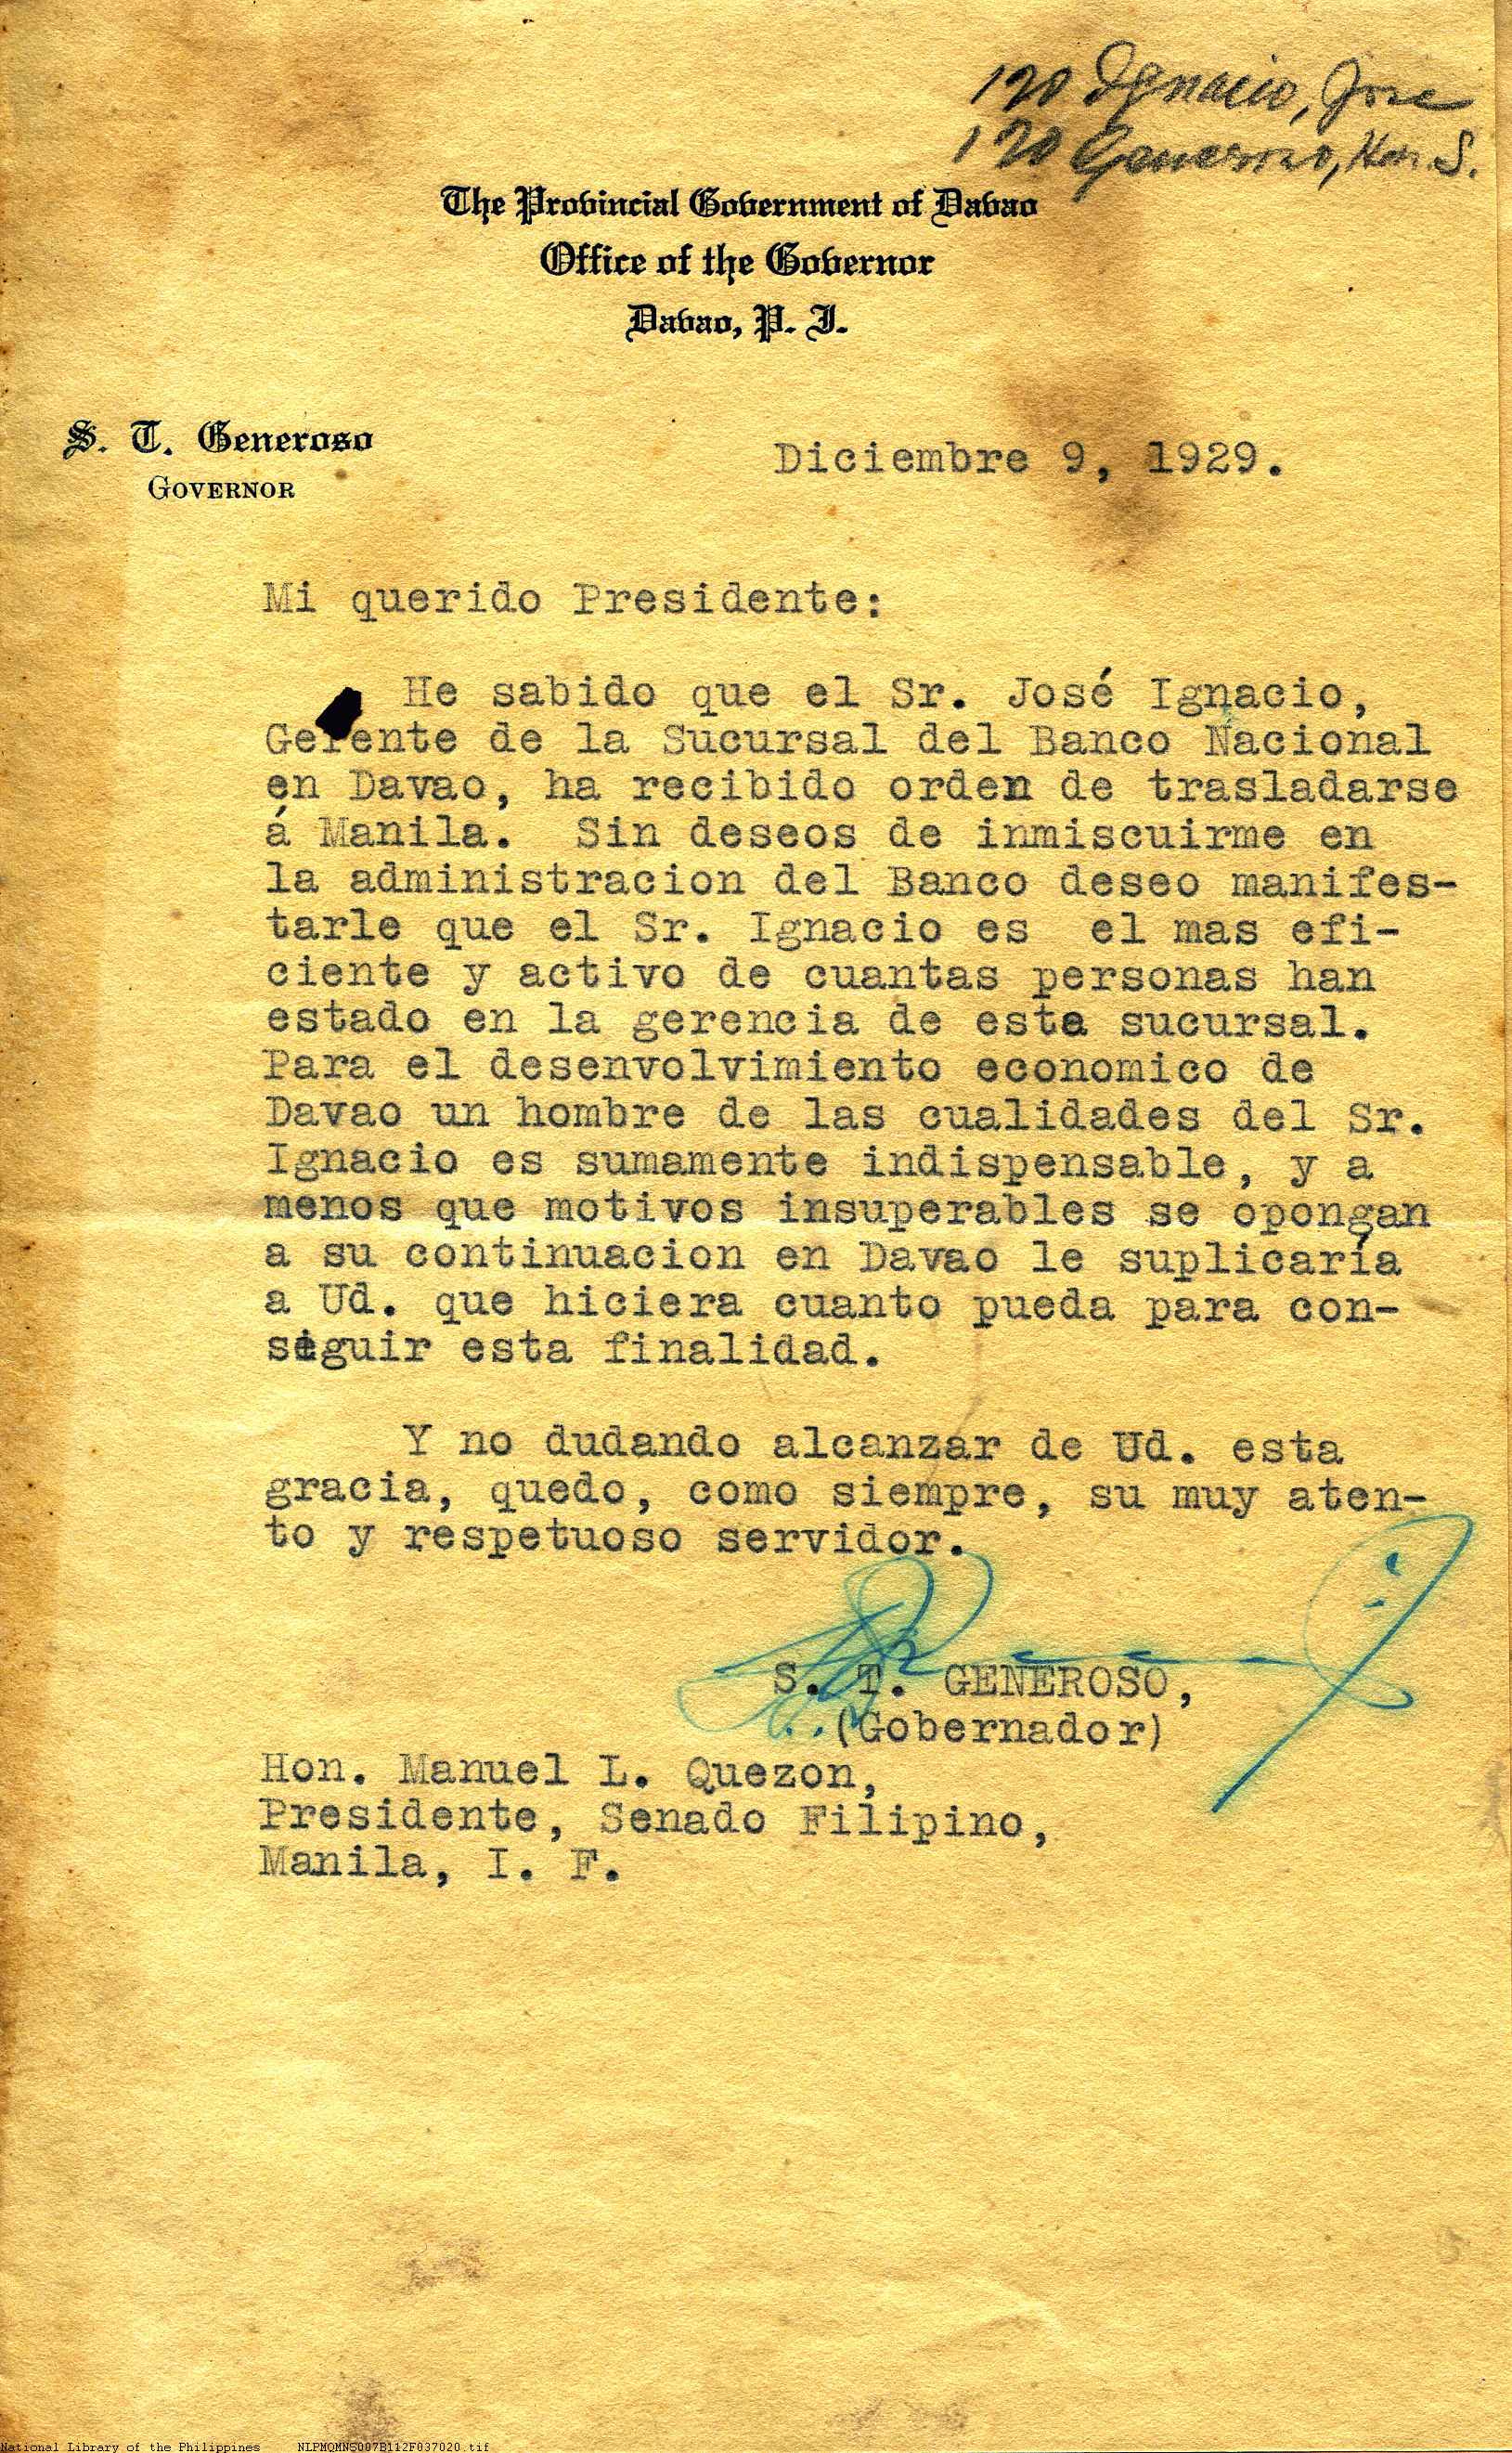 120 Ignacio, Jose
120 Generoso, Hon. S.
The Provincial Government of Davao
Office of the Governor
Davao, P. I.
S. T. Generoso
GOVERNOR
Diciembre 9, 1929.
Mi querido Presidente:
He sabido que el Sr. José Ignacio,
Gerente de la Sucursal del Banco Nacional
en Davao, ha recibido orden de trasladarse
á Manila. Sin deseos de inmiscuirme en
la administracion del Banco deseo manifes-
tarle que el Sr. Ignacio es el mas efi-
ciente y activo de cuantas personas han
estado en la gerencia de esta sucursal.
Para el desenvolvimiento economico de
Davao un hombre de las cualidades del Sr.
Ignacio es sumamente indispensable, y a
menos que motivos insuperables se opongan
a su continuacion en Davao le suplicaría
a Ud. que hiciera cuanto pueda para con-
seguir esta finalidad.
Y no dudando alcanzar de Ud. esta
gracia, quedo, como siempre, su muy aten-
to y respetuoso servidor.
S. T. GENEROSO,
(Gobernador)
Hon. Manuel L. Quezon,
Presidente, Senado Filipino,
Manila, I. F.
National Library of the Philippines NLPMQMNS007B112F037020.tif